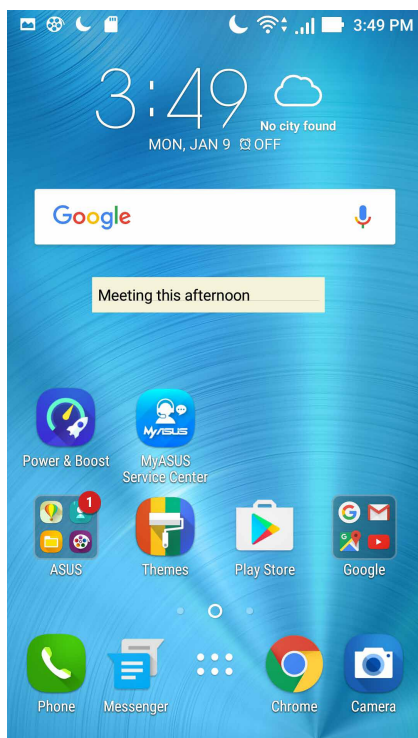 3:49 PM
3:49
No city found
MON, JAN 9 OFF
Google
Meeting this afternoon
Power & Boost
MyASUS
MyASUS
Service Center
1
ASUS
Themes
Play Store
Google
Phone
Messenger
Chrome
Camera